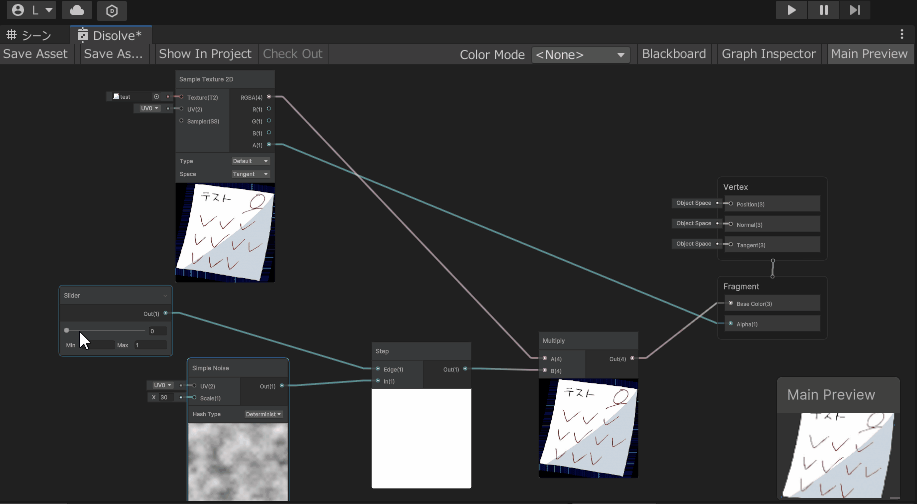 L
シーン
Disolve*
Save Asset
Save As...
Show In Project
Check Out
Color Mode
<None>
Blackboard
Graph Inspector
Main Preview
Sample Texture 2D
test
Texture(T2)
RGBA(4)
UV0
UV(2)
R(1)
Sampler(SS)
G(1)
B(1)
A(1)
Type
Default
Space
Tangent
テスト
Vertex
Object Space
Position(3)
Object Space
Normal(3)
Object Space
Tangent(3)
Fragment
Base Color(3)
Alpha(1)
Slider
Out(1)
0
Min
Max
1
Simple Noise
UV0
UV(2)
Out(1)
X 30
Scale(1)
Hash Type
Determinist
Step
Edge(1)
Out(1)
In(1)
Multiply
A(4)
Out(4)
B(4)
テスト
Main Preview
テスト